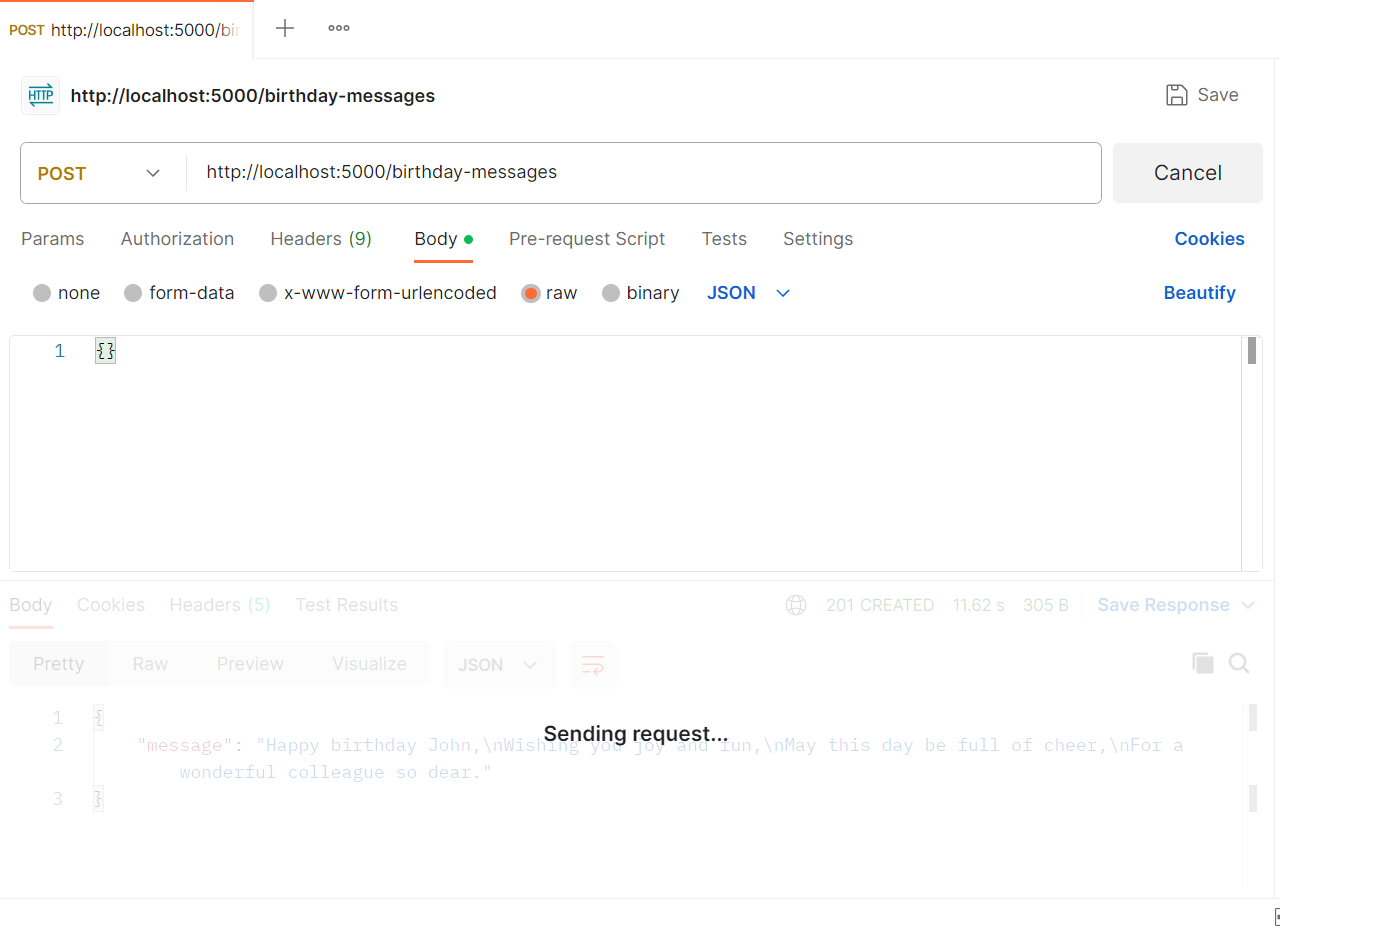 POST http://localhost:5000/bir
http://localhost:5000/birthday-messages
Save
POST http://localhost:5000/birthday-messages Cancel
Params Authorization Headers (9) Body Pre-request Script Tests Settings Cookies
none form-data x-www-form-urlencoded raw binary JSON Beautify
1 {}
Body Cookies Headers (5) Test Results 201 CREATED 11.62 s 305 B Save Response
Pretty Raw Preview Visualize JSON
1 {
Sending request...
2 "message": "Happy birthday John,\nWishing you joy and fun,\nMay this day be full of cheer,\nFor a
wonderful colleague so dear."
3 }